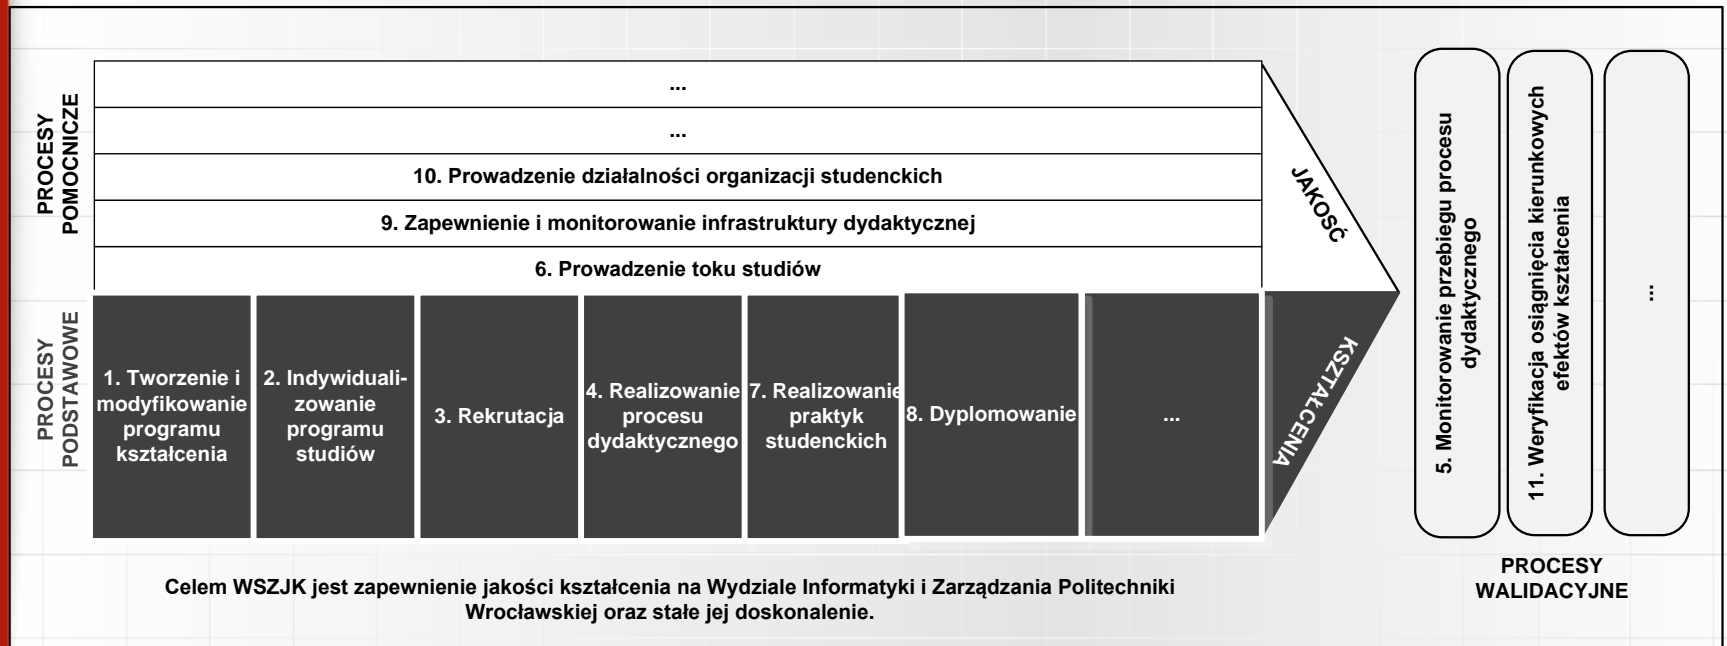 PROCESY
POMOCNICZE
...
...
10. Prowadzenie działalności organizacji studenckich
9. Zapewnienie i monitorowanie infrastruktury dydaktycznej
6. Prowadzenie toku studiów
PROCESY
PODSTAWOWE
1. Tworzenie i
modyfikowanie
programu
kształcenia
2. Indywiduali-
zowanie
programu
studiów
3. Rekrutacja
4. Realizowanie
procesu
dydaktycznego
7. Realizowanie
praktyk
studenckich
8. Dyplomowanie
...
JAKOSĆ
KSZTAŁCENIA
5. Monitorowanie przebiegu procesu
dydaktycznego
11. Weryfikacja osiągnięcia kierunkowych
efektów kształcenia
...
PROCESY
WALIDACYJNE
Celem WSZJK jest zapewnienie jakości kształcenia na Wydziale Informatyki i Zarządzania Politechniki
Wrocławskiej oraz stałe jej doskonalenie.